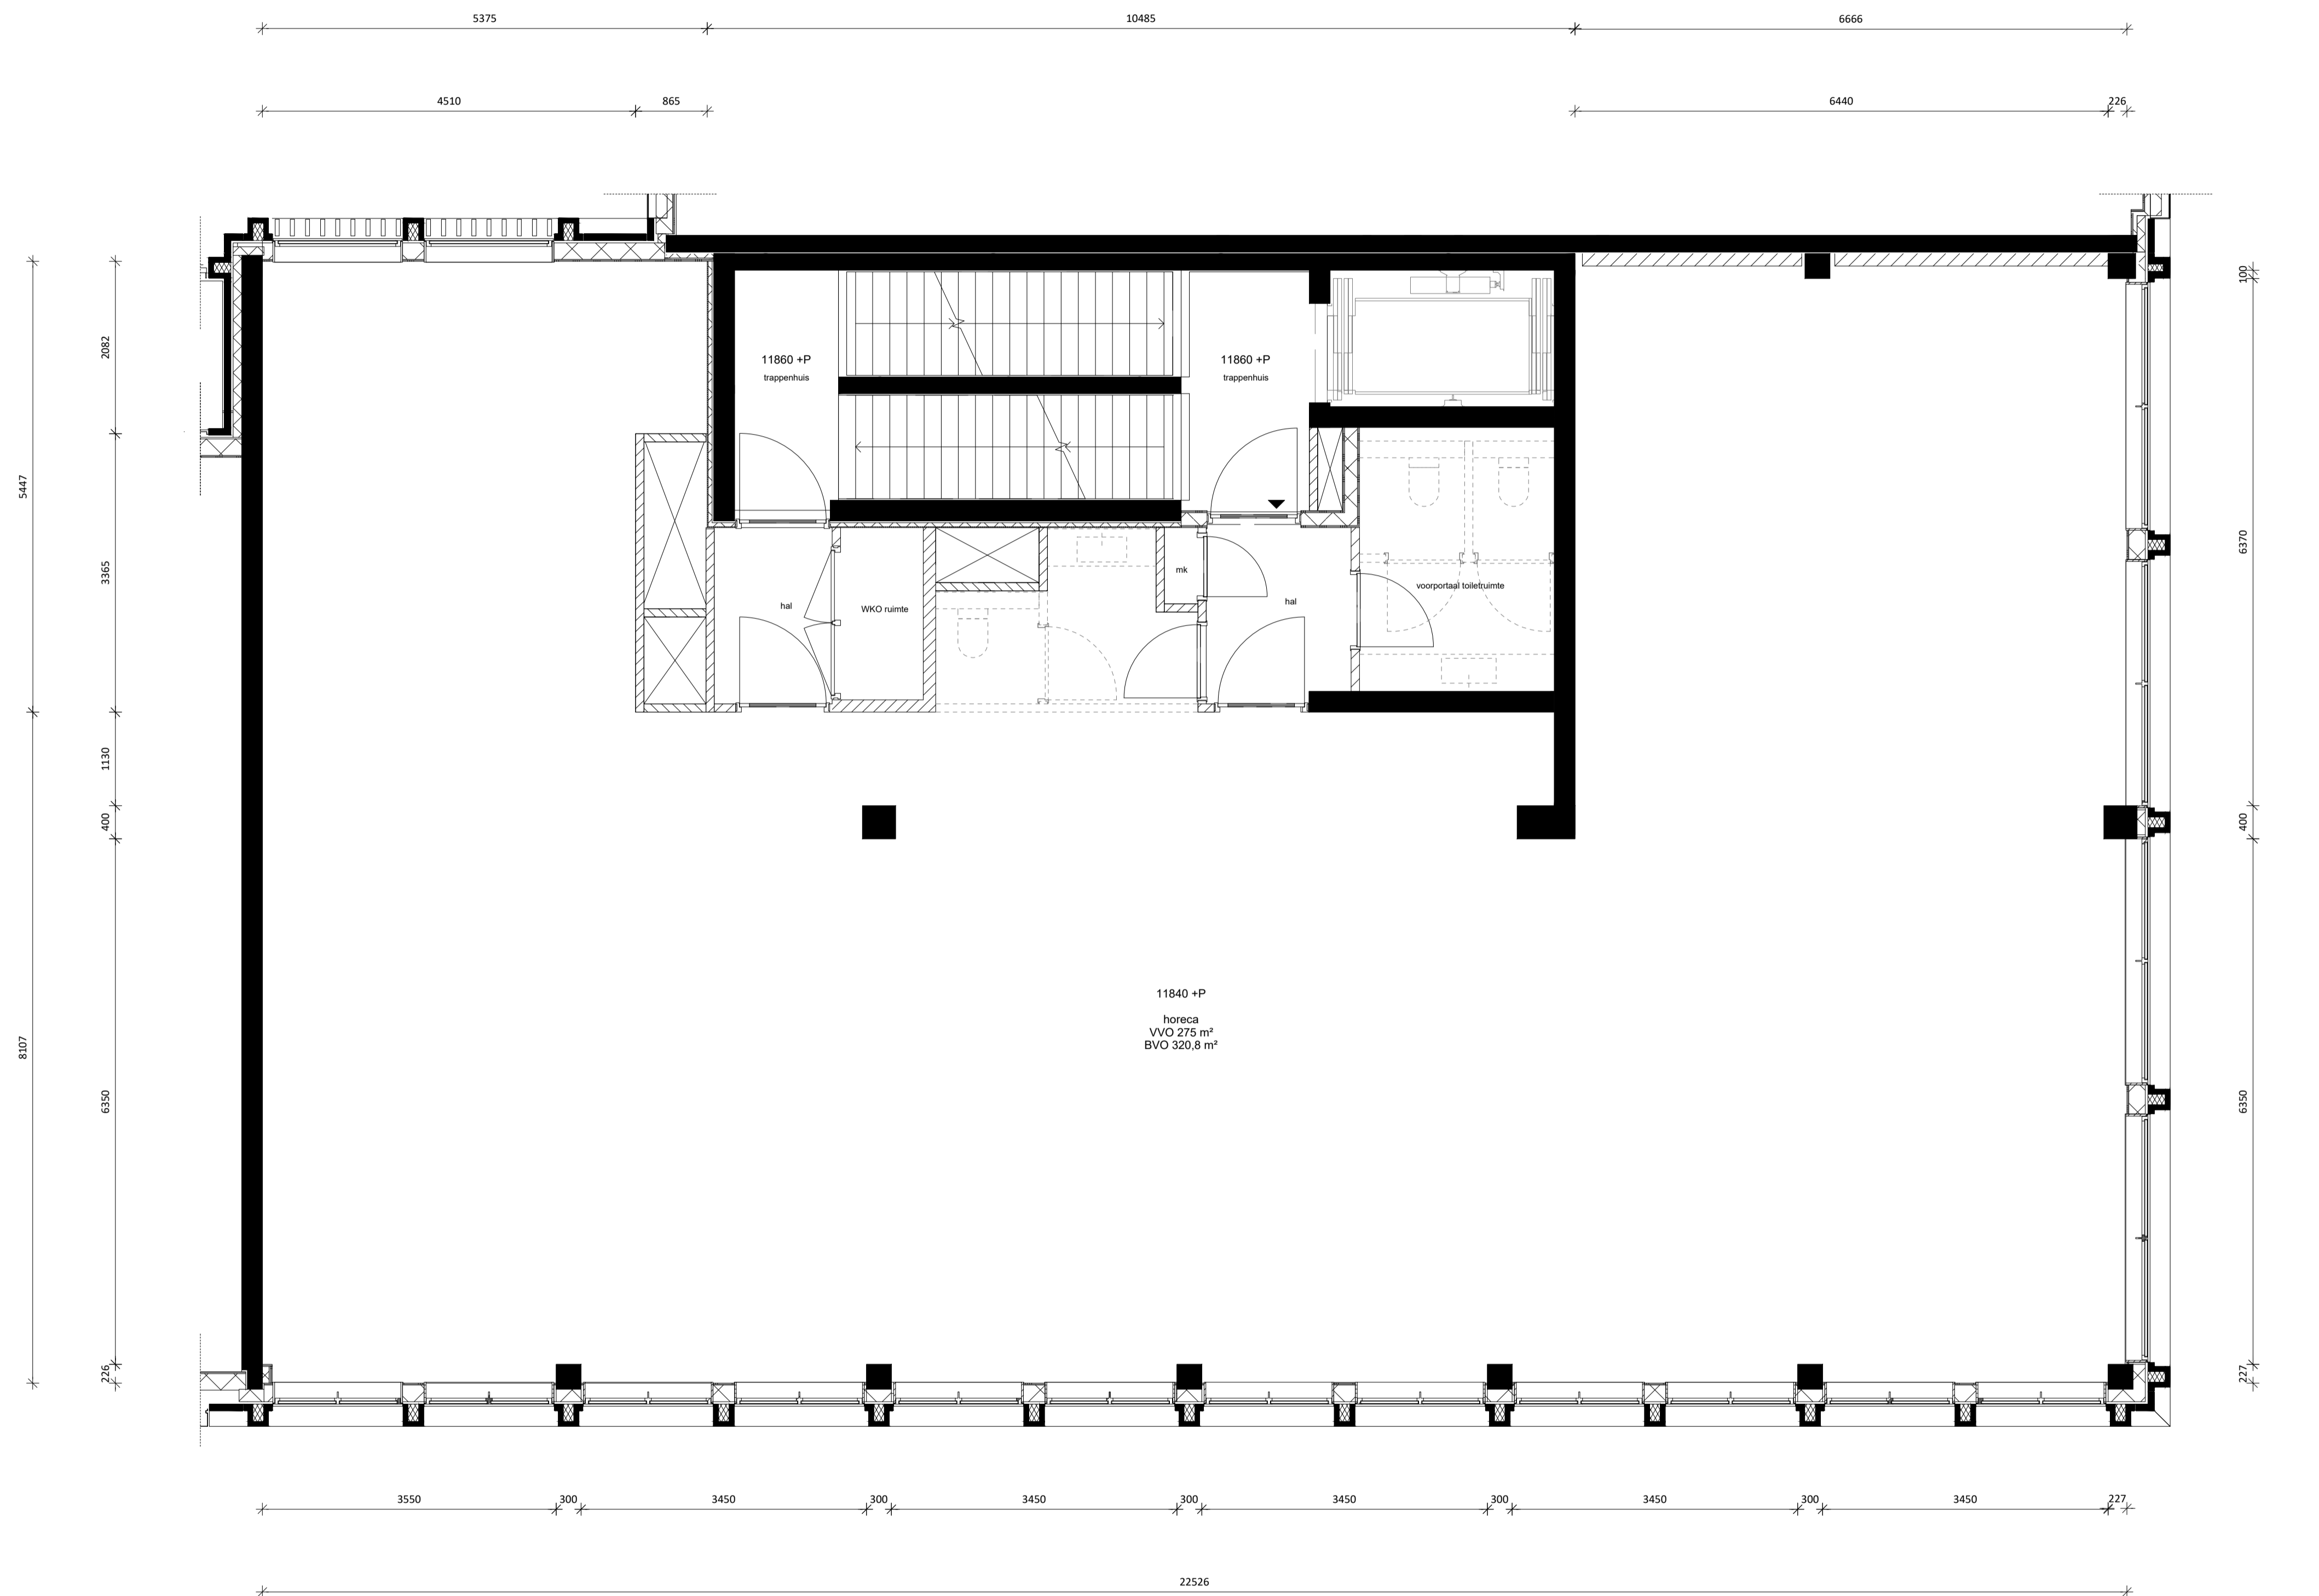 5375 10485 6666
4510 865 6440 226
100
2082
11860 +P 11860 +P
trappenhuis trappenhuis
5447
6370
3365
mk
voorportaal toiletruimte
hal WKO ruimte hal
1130
400 400
11840 +P
horeca
VVO 275 m²
BVO 320,8 m²
8107
6350 6350
226 227
3550 300 3450 300 3450 300 3450 300 3450 300 3450 227
22526